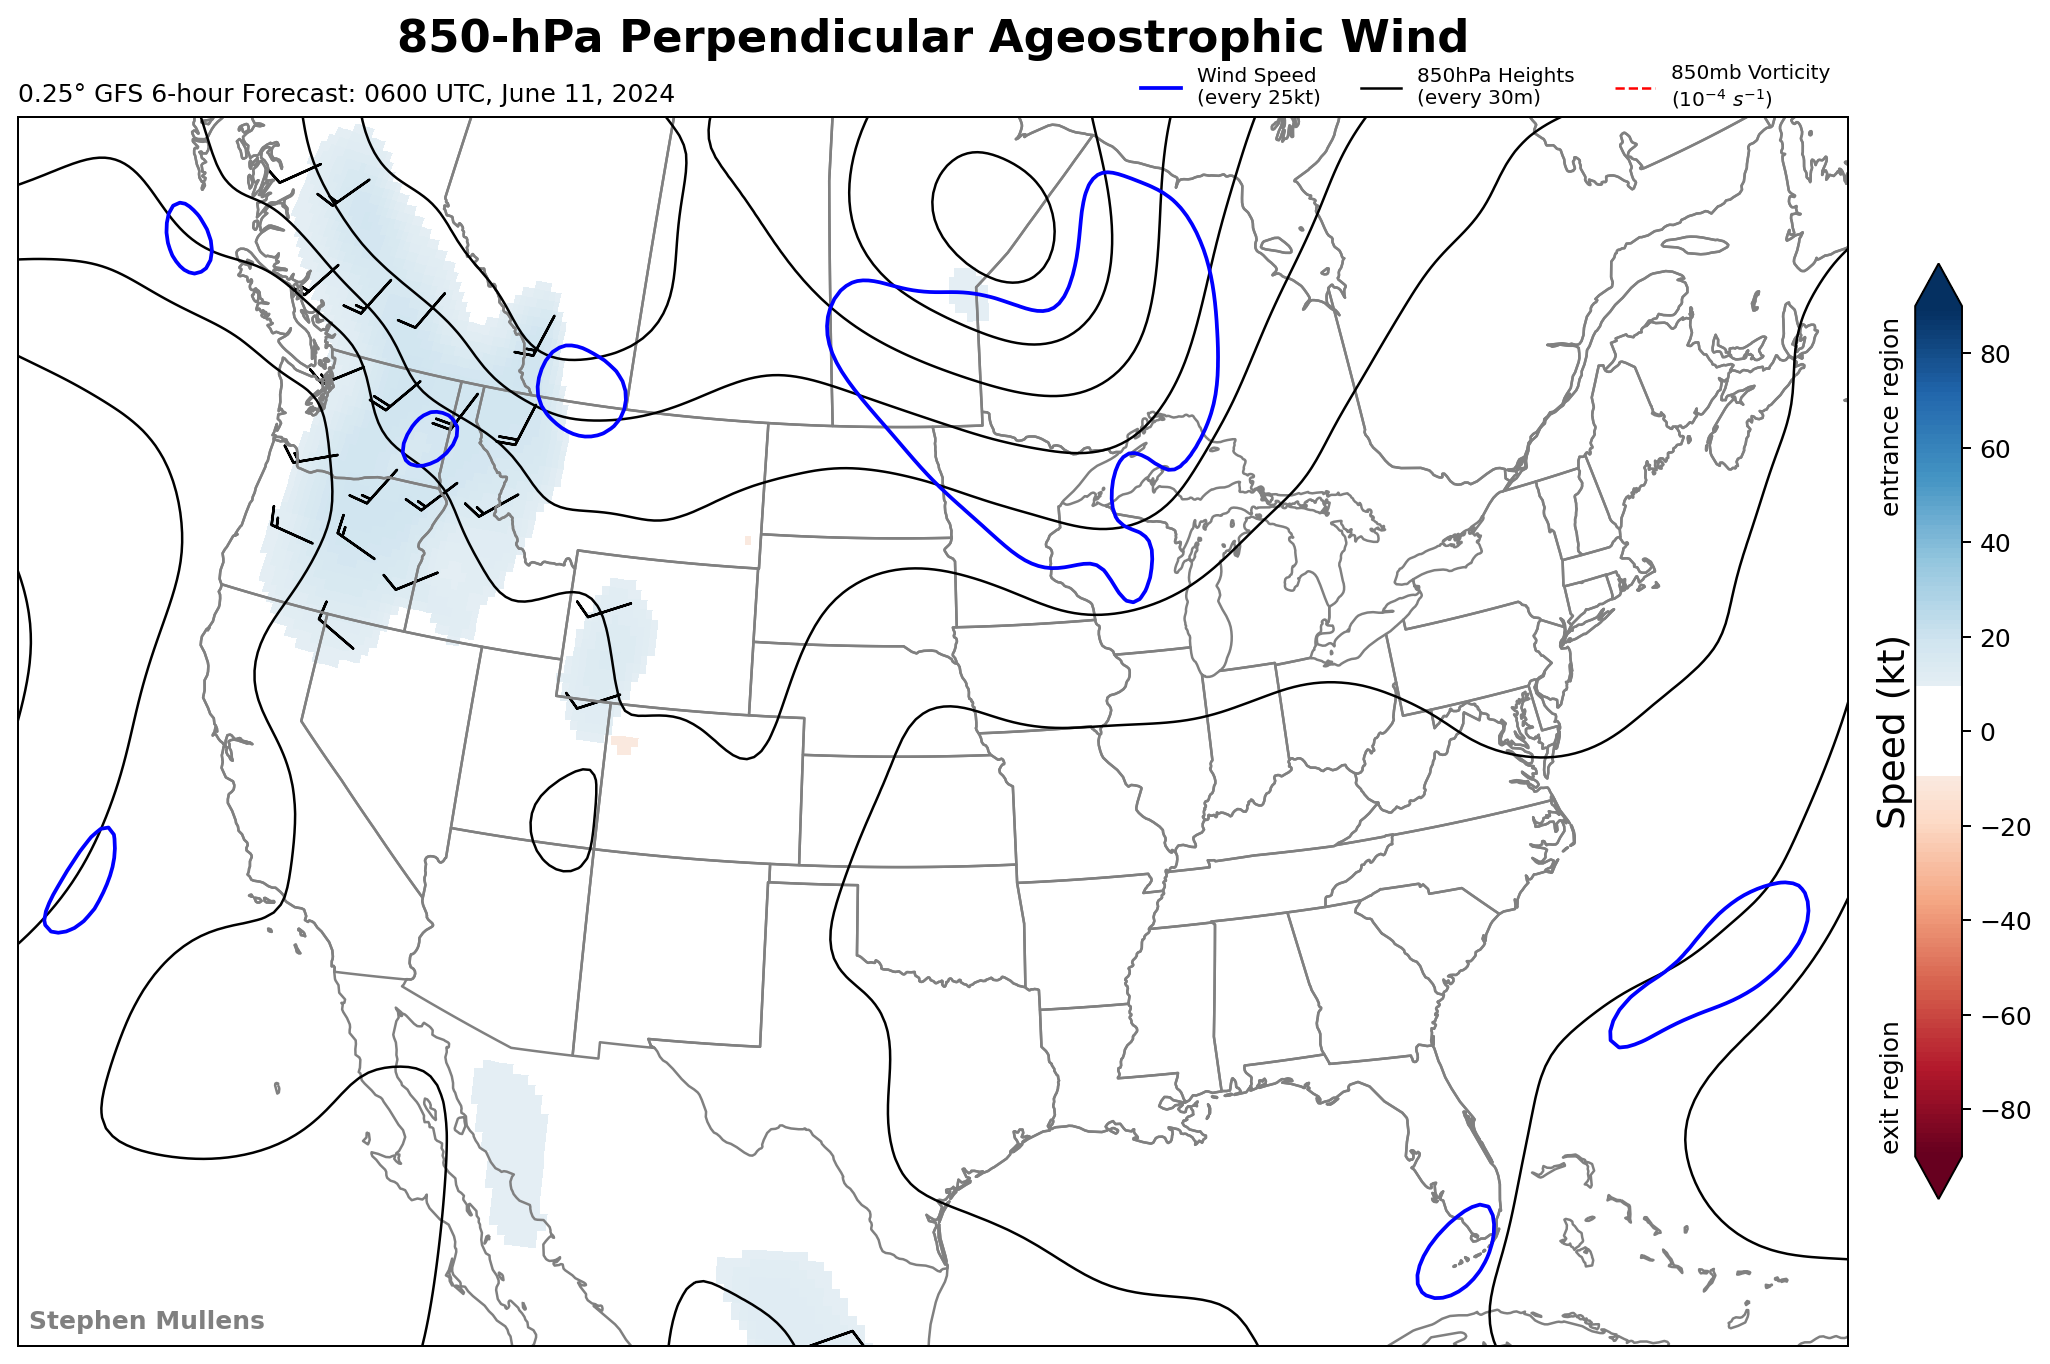 850-hPa Perpendicular Ageostrophic Wind
0.25° GFS 6-hour Forecast: 0600 UTC, June 11, 2024
Wind Speed
(every 25kt)
850hPa Heights
(every 30m)
850mb Vorticity
(10⁻⁴ s⁻¹)
entrance region
Speed (kt)
exit region
80
60
40
20
0
−20
−40
−60
−80
Stephen Mullens